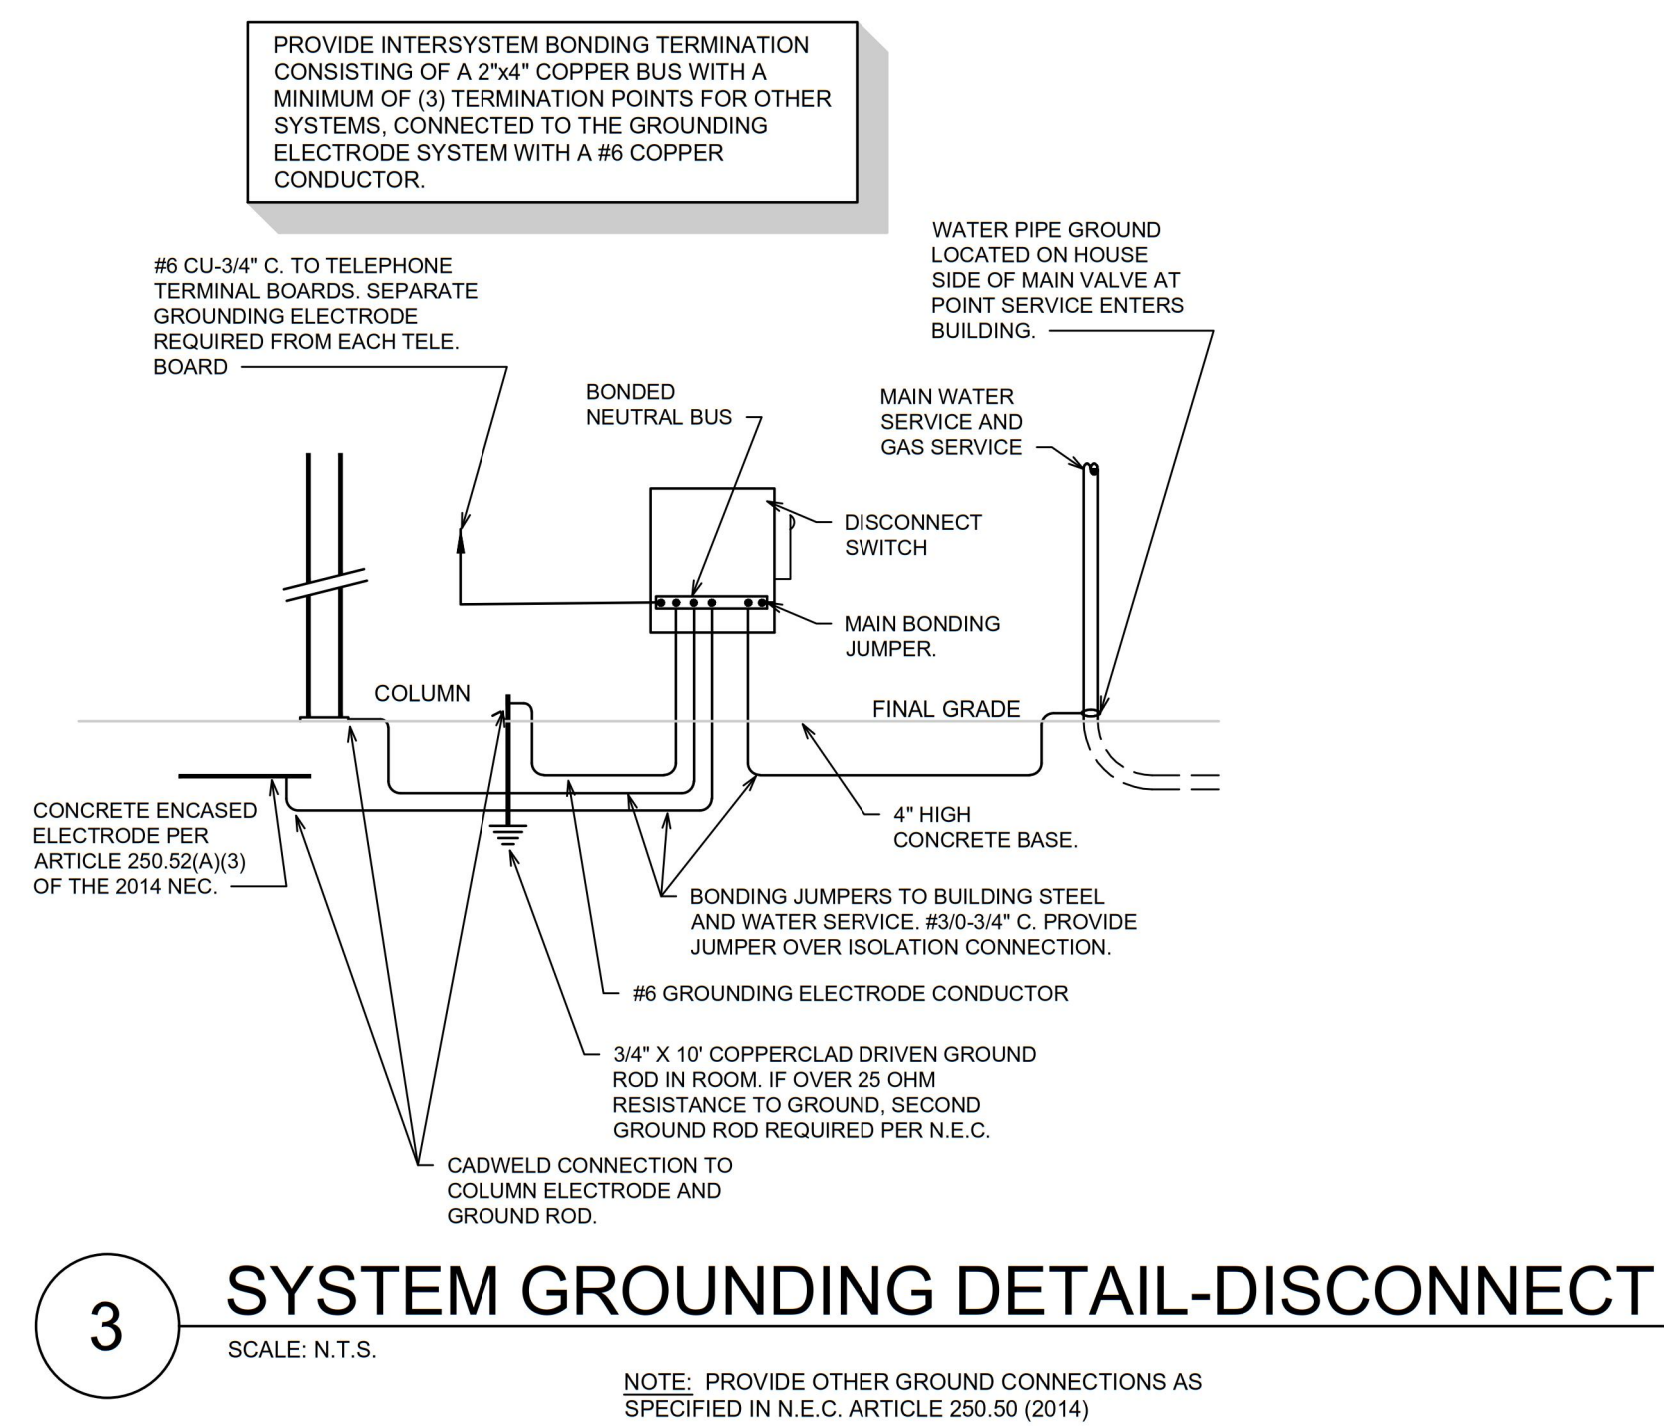 PROVIDE INTERSYSTEM BONDING TERMINATION
CONSISTING OF A 2"x4" COPPER BUS WITH A
MINIMUM OF (3) TERMINATION POINTS FOR OTHER
SYSTEMS, CONNECTED TO THE GROUNDING
ELECTRODE SYSTEM WITH A #6 COPPER
CONDUCTOR.
#6 CU-3/4" C. TO TELEPHONE
TERMINAL BOARDS. SEPARATE
GROUNDING ELECTRODE
REQUIRED FROM EACH TELE.
BOARD
WATER PIPE GROUND
LOCATED ON HOUSE
SIDE OF MAIN VALVE AT
POINT SERVICE ENTERS
BUILDING.
BONDED
NEUTRAL BUS
MAIN WATER
SERVICE AND
GAS SERVICE
DISCONNECT
SWITCH
MAIN BONDING
JUMPER.
COLUMN
FINAL GRADE
CONCRETE ENCASED
ELECTRODE PER
ARTICLE 250.52(A)(3)
OF THE 2014 NEC.
4" HIGH
CONCRETE BASE.
BONDING JUMPERS TO BUILDING STEEL
AND WATER SERVICE. #3/0-3/4" C. PROVIDE
JUMPER OVER ISOLATION CONNECTION.
#6 GROUNDING ELECTRODE CONDUCTOR
3/4" X 10' COPPERCLAD DRIVEN GROUND
ROD IN ROOM. IF OVER 25 OHM
RESISTANCE TO GROUND, SECOND
GROUND ROD REQUIRED PER N.E.C.
CADWELD CONNECTION TO
COLUMN ELECTRODE AND
GROUND ROD.
3
SYSTEM GROUNDING DETAIL-DISCONNECT
SCALE: N.T.S.
NOTE: PROVIDE OTHER GROUND CONNECTIONS AS
SPECIFIED IN N.E.C. ARTICLE 250.50 (2014)